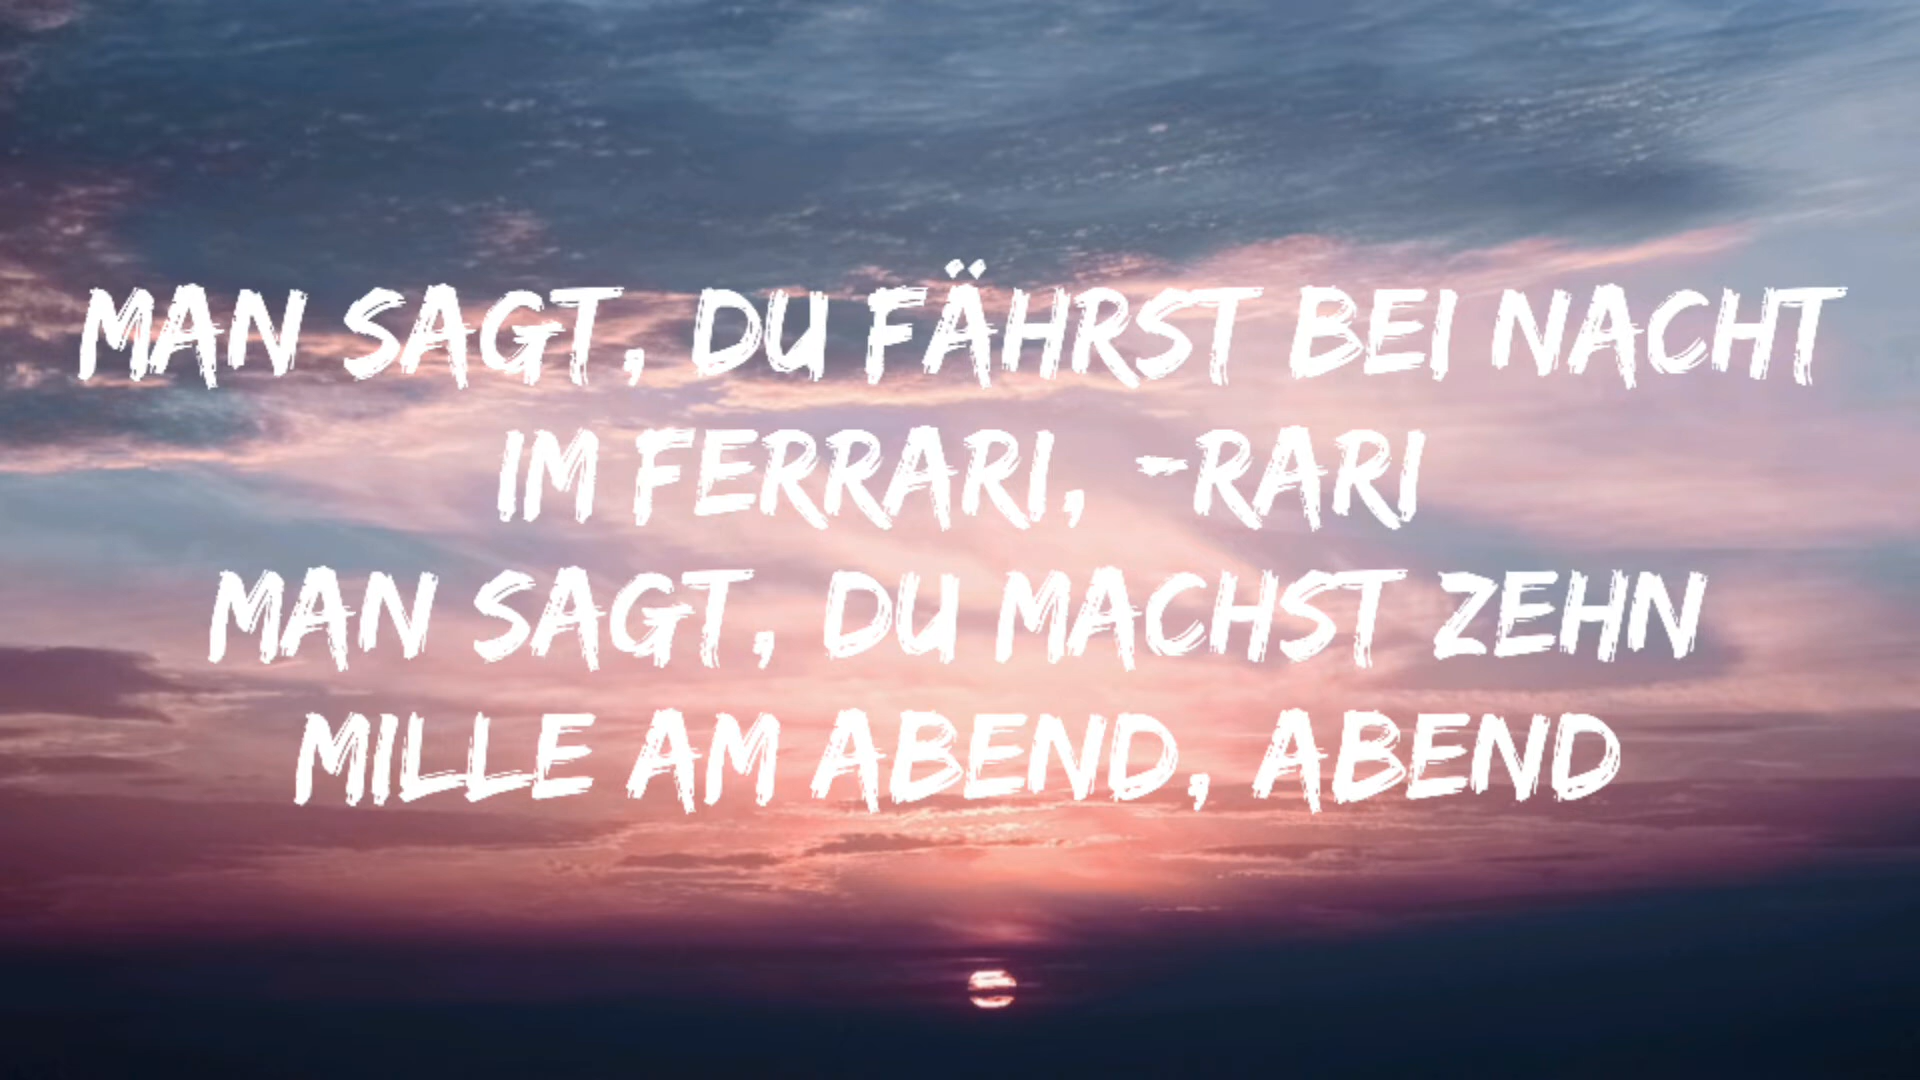 MAN SAGT, DU FÄHRST BEI NACHT
IM FERRARI, -RARI
MAN SAGT, DU MACHST ZEHN
MILLE AM ABEND, ABEND